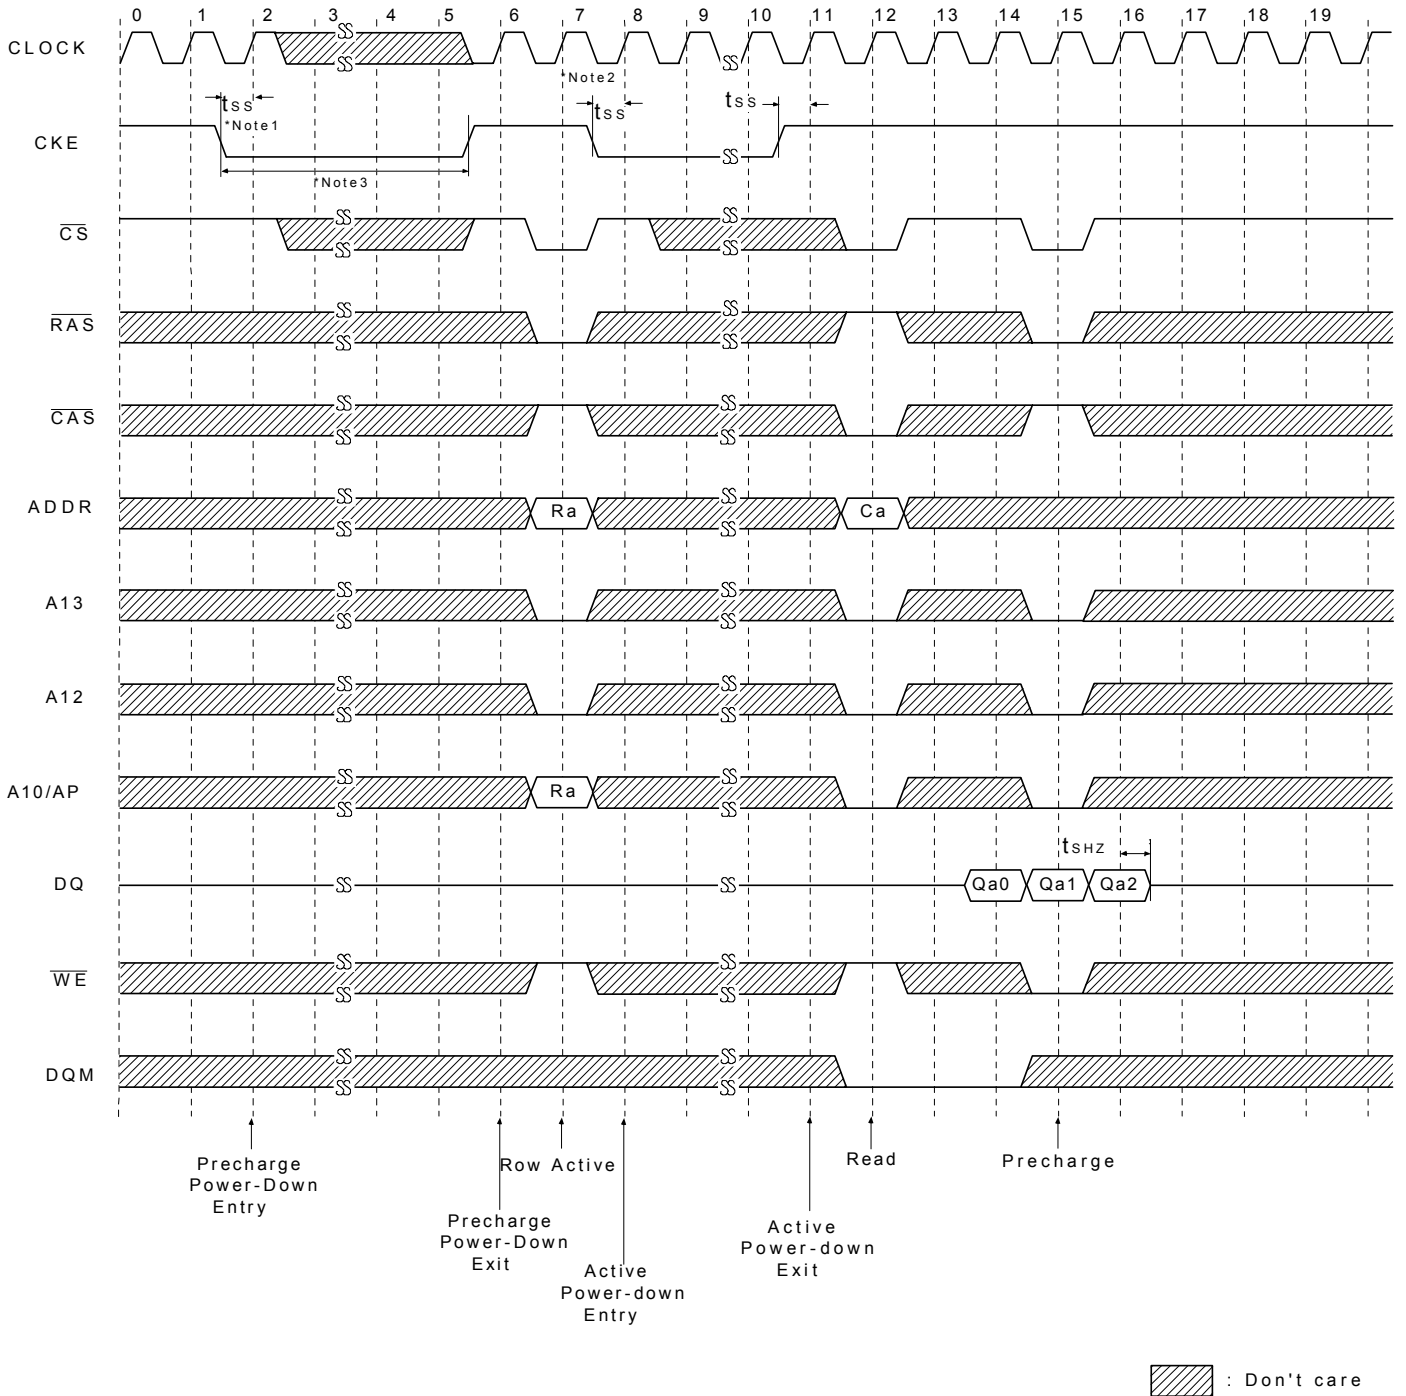 0 1 2 3 4 5 6 7 8 9 10 11 12 13 14 15 16 17 18 19
CLOCK
*Note2
tSS
tSS
tSS
*Note1
CKE
*Note3
CS
RAS
CAS
ADDR
Ra
Ca
A13
A12
A10/AP
Ra
tSHZ
DQ
Qa0
Qa1
Qa2
WE
DQM
Precharge
Power-Down
Entry
Precharge
Power-Down
Exit
Row Active
Active
Power-down
Entry
Active
Power-down
Exit
Read
Precharge
: Don't care